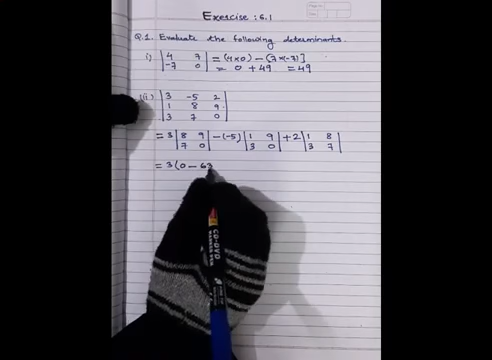 Exercise : 6.1
Q.1. Evaluate the following determinants.
i) | 4 7 | = (4×0) − [7×(-7)]
| -7 0 | = 0 + 49 = 49
(ii) | 3 -5 2 |
| 1 8 9 |
| 3 7 0 |
= 3 | 8 9 | − (-5) | 1 9 | + 2 | 1 8 |
| 7 0 | | 3 0 | | 3 7 |
= 3 (0 − 63